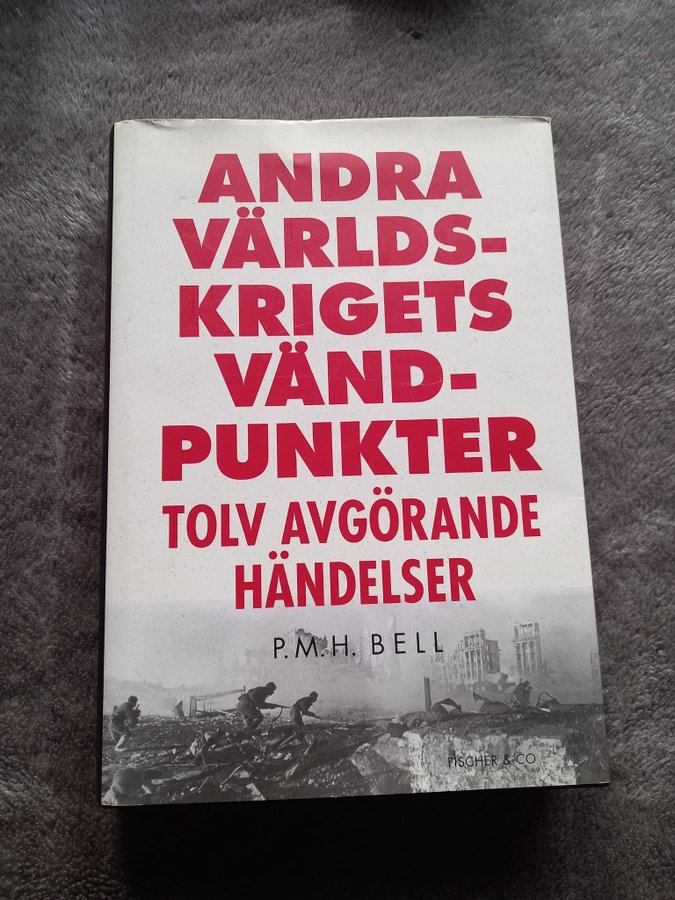 ANDRA
VÄRLDS-
KRIGETS
VÄND-
PUNKTER
TOLV AVGÖRANDE
HÄNDELSER
P.M.H. BELL
FISCHER & CO